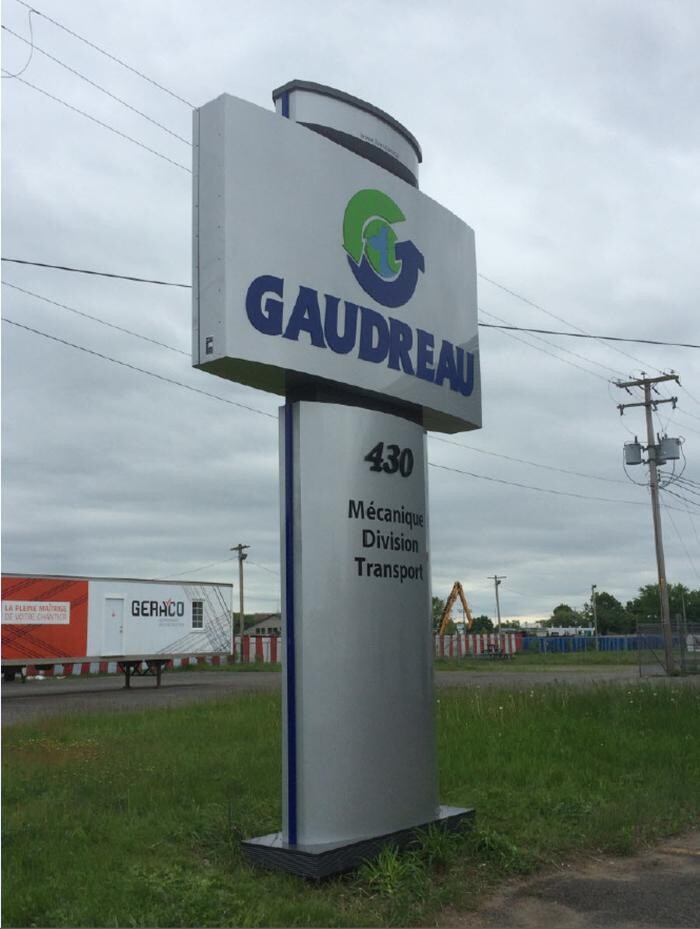 GAUDREAU
430
Mécanique
Division
Transport
LA PLEINE MAÎTRISE
DE VOTRE CHANTIER
GERACO